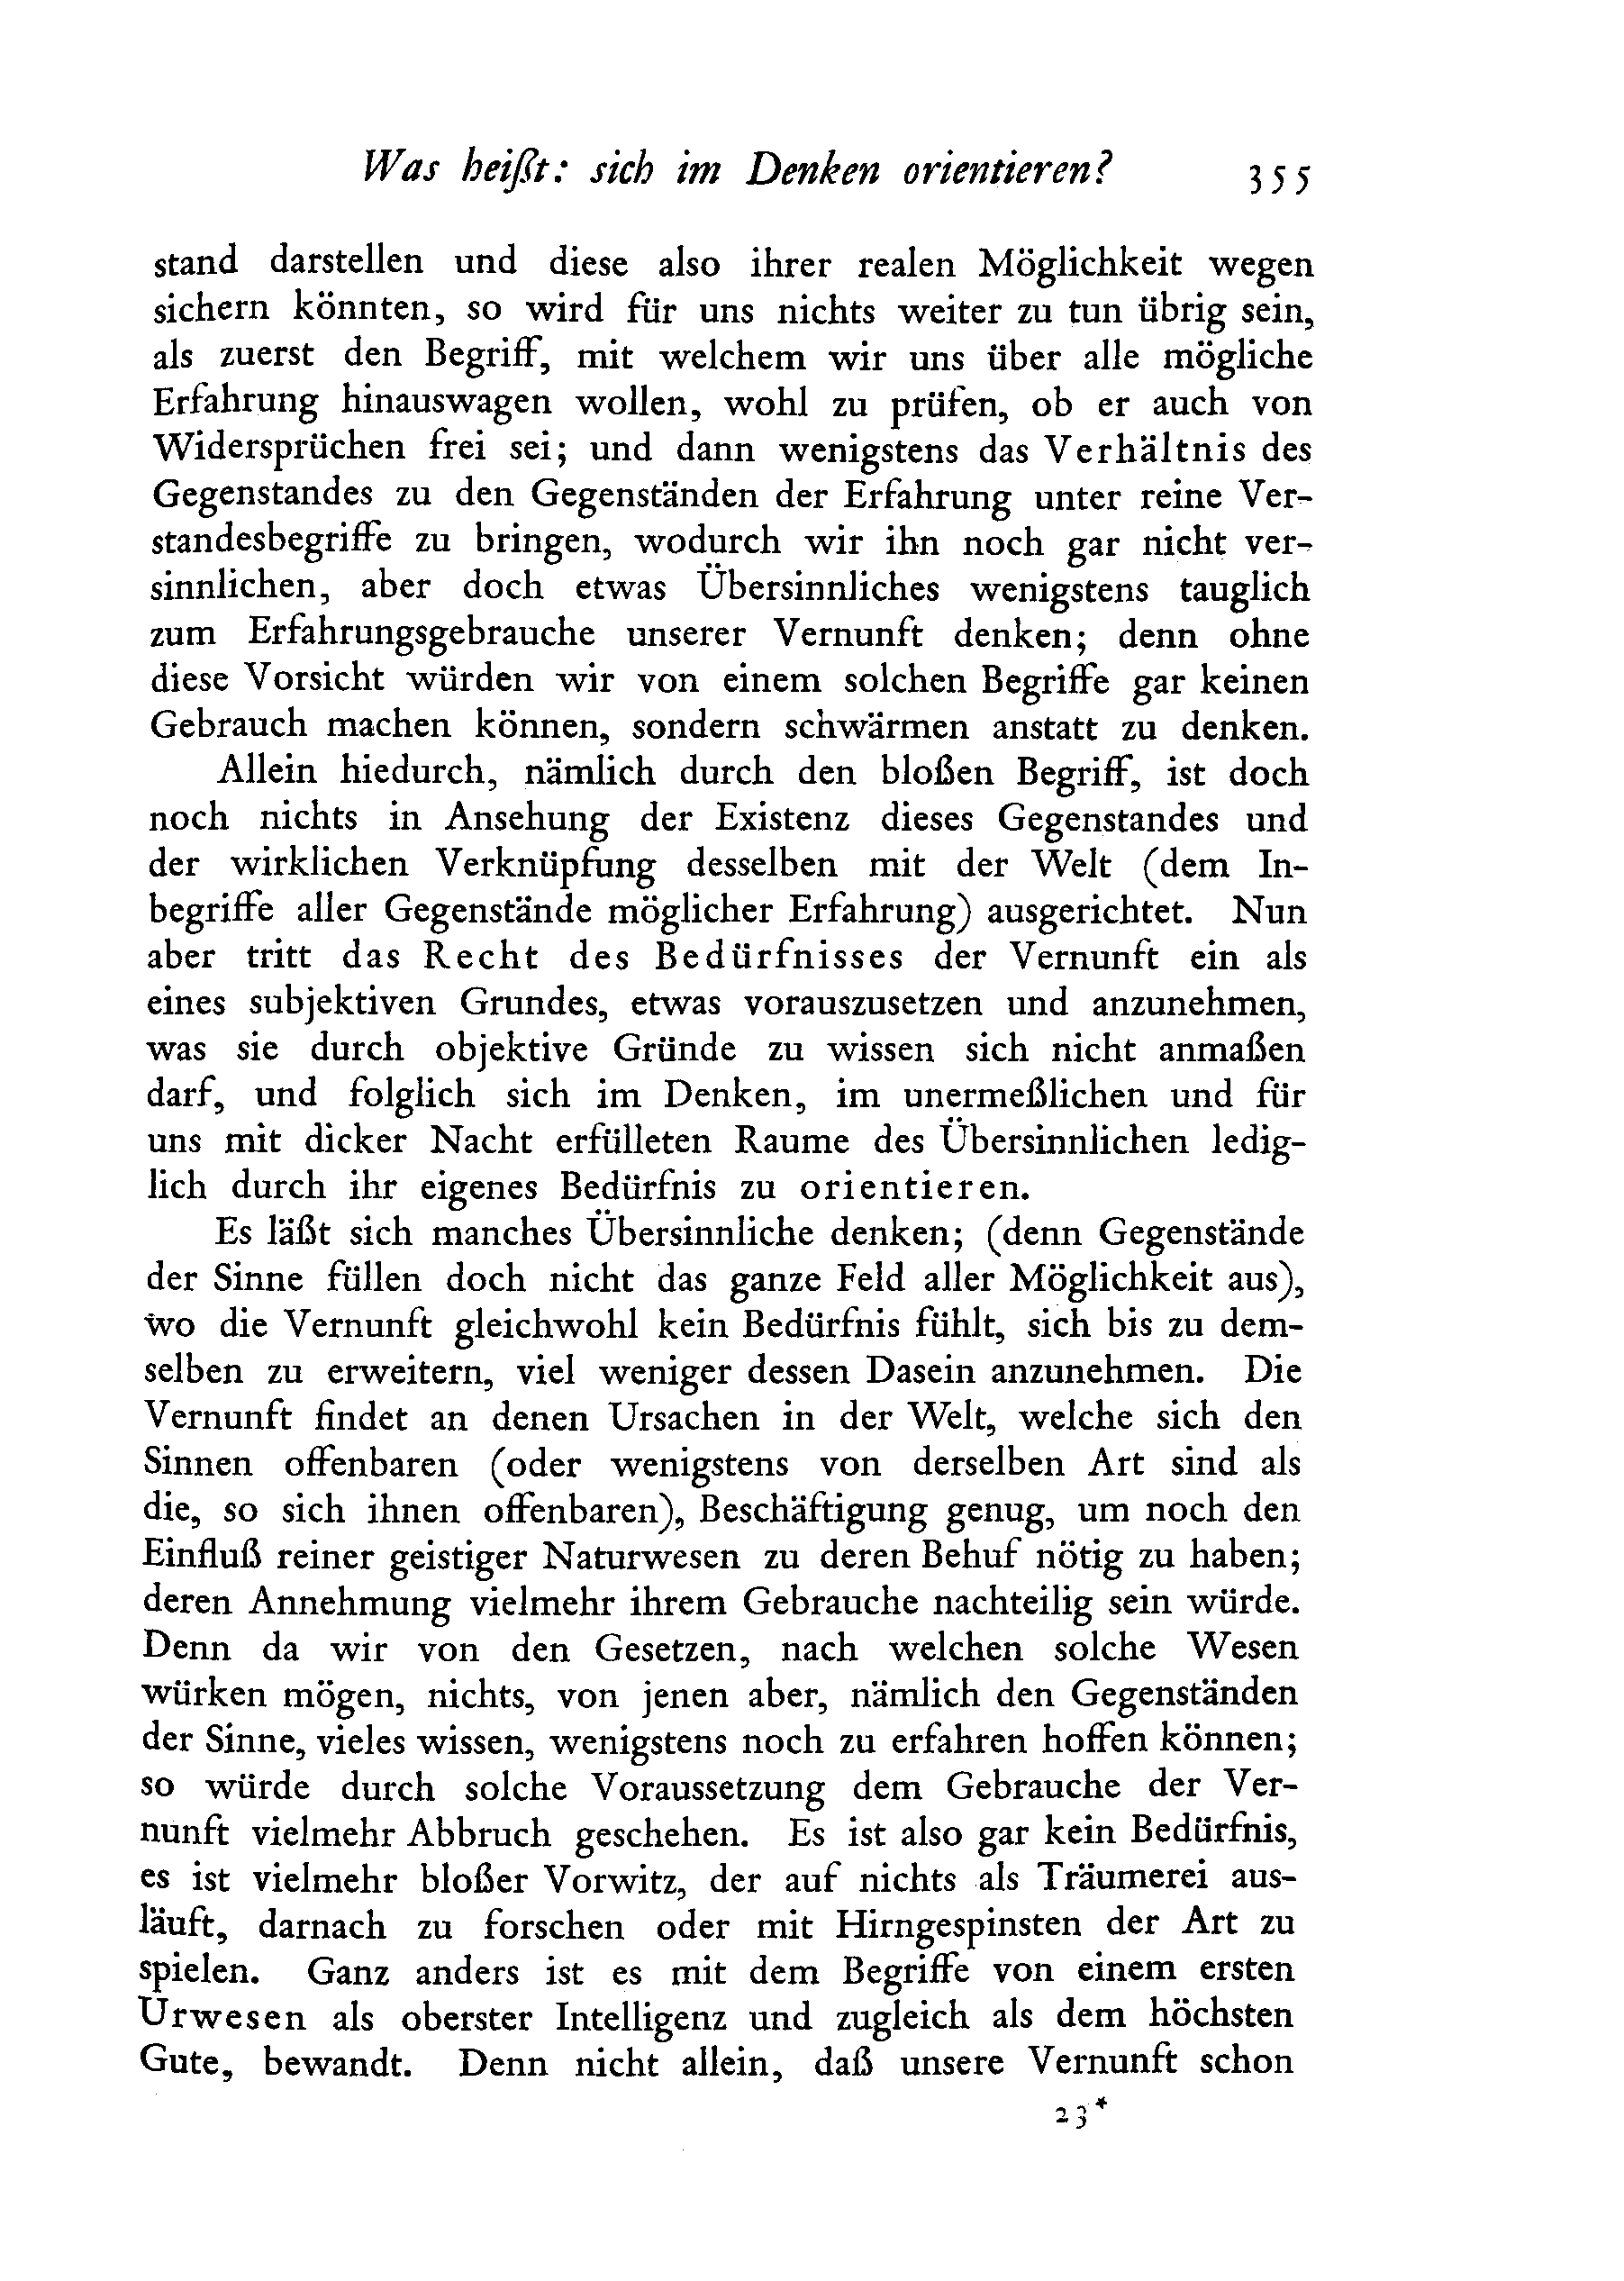 Was heißt: sich im Denken orientieren? 355
stand darstellen und diese also ihrer realen Möglichkeit wegen
sichern könnten, so wird für uns nichts weiter zu tun übrig sein,
als zuerst den Begriff, mit welchem wir uns über alle mögliche
Erfahrung hinauswagen wollen, wohl zu prüfen, ob er auch von
Widersprüchen frei sei; und dann wenigstens das Verhältnis des
Gegenstandes zu den Gegenständen der Erfahrung unter reine Ver-
standesbegriffe zu bringen, wodurch wir ihn noch gar nicht ver-
sinnlichen, aber doch etwas Übersinnliches wenigstens tauglich
zum Erfahrungsgebrauche unserer Vernunft denken; denn ohne
diese Vorsicht würden wir von einem solchen Begriffe gar keinen
Gebrauch machen können, sondern schwärmen anstatt zu denken.
Allein hiedurch, nämlich durch den bloßen Begriff, ist doch
noch nichts in Ansehung der Existenz dieses Gegenstandes und
der wirklichen Verknüpfung desselben mit der Welt (dem In-
begriffe aller Gegenstände möglicher Erfahrung) ausgerichtet. Nun
aber tritt das Recht des Bedürfnisses der Vernunft ein als
eines subjektiven Grundes, etwas vorauszusetzen und anzunehmen,
was sie durch objektive Gründe zu wissen sich nicht anmaßen
darf, und folglich sich im Denken, im unermeßlichen und für
uns mit dicker Nacht erfülleten Raume des Übersinnlichen ledig-
lich durch ihr eigenes Bedürfnis zu orientieren.
Es läßt sich manches Übersinnliche denken; (denn Gegenstände
der Sinne füllen doch nicht das ganze Feld aller Möglichkeit aus),
wo die Vernunft gleichwohl kein Bedürfnis fühlt, sich bis zu dem-
selben zu erweitern, viel weniger dessen Dasein anzunehmen. Die
Vernunft findet an denen Ursachen in der Welt, welche sich den
Sinnen offenbaren (oder wenigstens von derselben Art sind als
die, so sich ihnen offenbaren), Beschäftigung genug, um noch den
Einfluß reiner geistiger Naturwesen zu deren Behuf nötig zu haben;
deren Annehmung vielmehr ihrem Gebrauche nachteilig sein würde.
Denn da wir von den Gesetzen, nach welchen solche Wesen
würken mögen, nichts, von jenen aber, nämlich den Gegenständen
der Sinne, vieles wissen, wenigstens noch zu erfahren hoffen können;
so würde durch solche Voraussetzung dem Gebrauche der Ver-
nunft vielmehr Abbruch geschehen. Es ist also gar kein Bedürfnis,
es ist vielmehr bloßer Vorwitz, der auf nichts als Träumerei aus-
läuft, darnach zu forschen oder mit Hirngespinsten der Art zu
spielen. Ganz anders ist es mit dem Begriffe von einem ersten
Urwesen als oberster Intelligenz und zugleich als dem höchsten
Gute, bewandt. Denn nicht allein, daß unsere Vernunft schon
23*